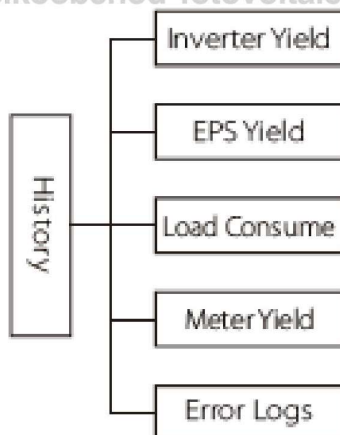 Inverter Yield
EPS Yield
History
Load Consume
Meter Yield
Error Logs